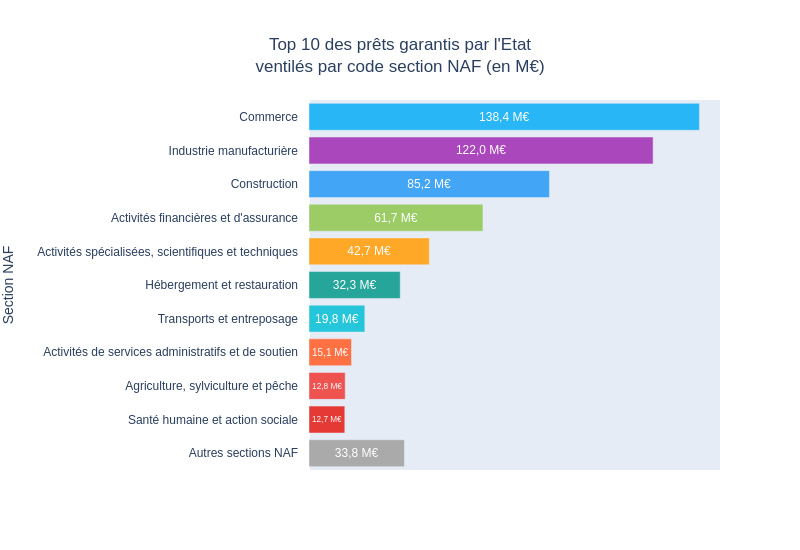 Top 10 des prêts garantis par l'Etat
ventilés par code section NAF (en M€)
Section NAF
Commerce 138,4 M€
Industrie manufacturière 122,0 M€
Construction 85,2 M€
Activités financières et d'assurance 61,7 M€
Activités spécialisées, scientifiques et techniques 42,7 M€
Hébergement et restauration 32,3 M€
Transports et entreposage 19,8 M€
Activités de services administratifs et de soutien 15,1 M€
Agriculture, sylviculture et pêche 12,8 M€
Santé humaine et action sociale 12,7 M€
Autres sections NAF 33,8 M€